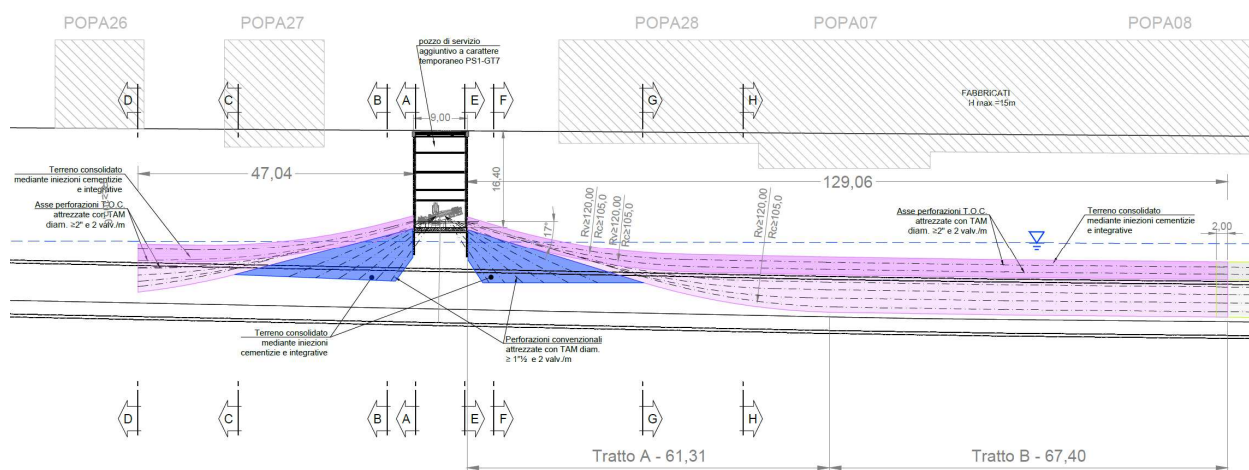 POPA26
POPA27
POPA28
POPA07
POPA08
pozzo di servizio
aggiuntivo a carattere
temporaneo PS1-GT7
FABBRICATI
H max =15m
D
C
B
A
E
F
G
H
9,00
Terreno consolidato
mediante iniezioni cementizie
e integrative
47,04
16,40
129,06
Asse perforazioni T.O.C.
attrezzate con TAM
diam. ≥2" e 2 valv./m
17°
Rv≥120,00
Rc≥105,0
Rv≥120,00
Rc≥105,0
Rv≥120,00
Rc≥105,0
Asse perforazioni T.O.C.
attrezzate con TAM
diam. ≥2" e 2 valv./m
Terreno consolidato
mediante iniezioni cementizie
e integrative
2,00
Terreno consolidato
mediante iniezioni
cementizie e integrative
Perforazioni convenzionali
attrezzate con TAM diam.
≥ 1"½ e 2 valv./m
D
C
B
A
E
F
G
H
Tratto A - 61,31
Tratto B - 67,40